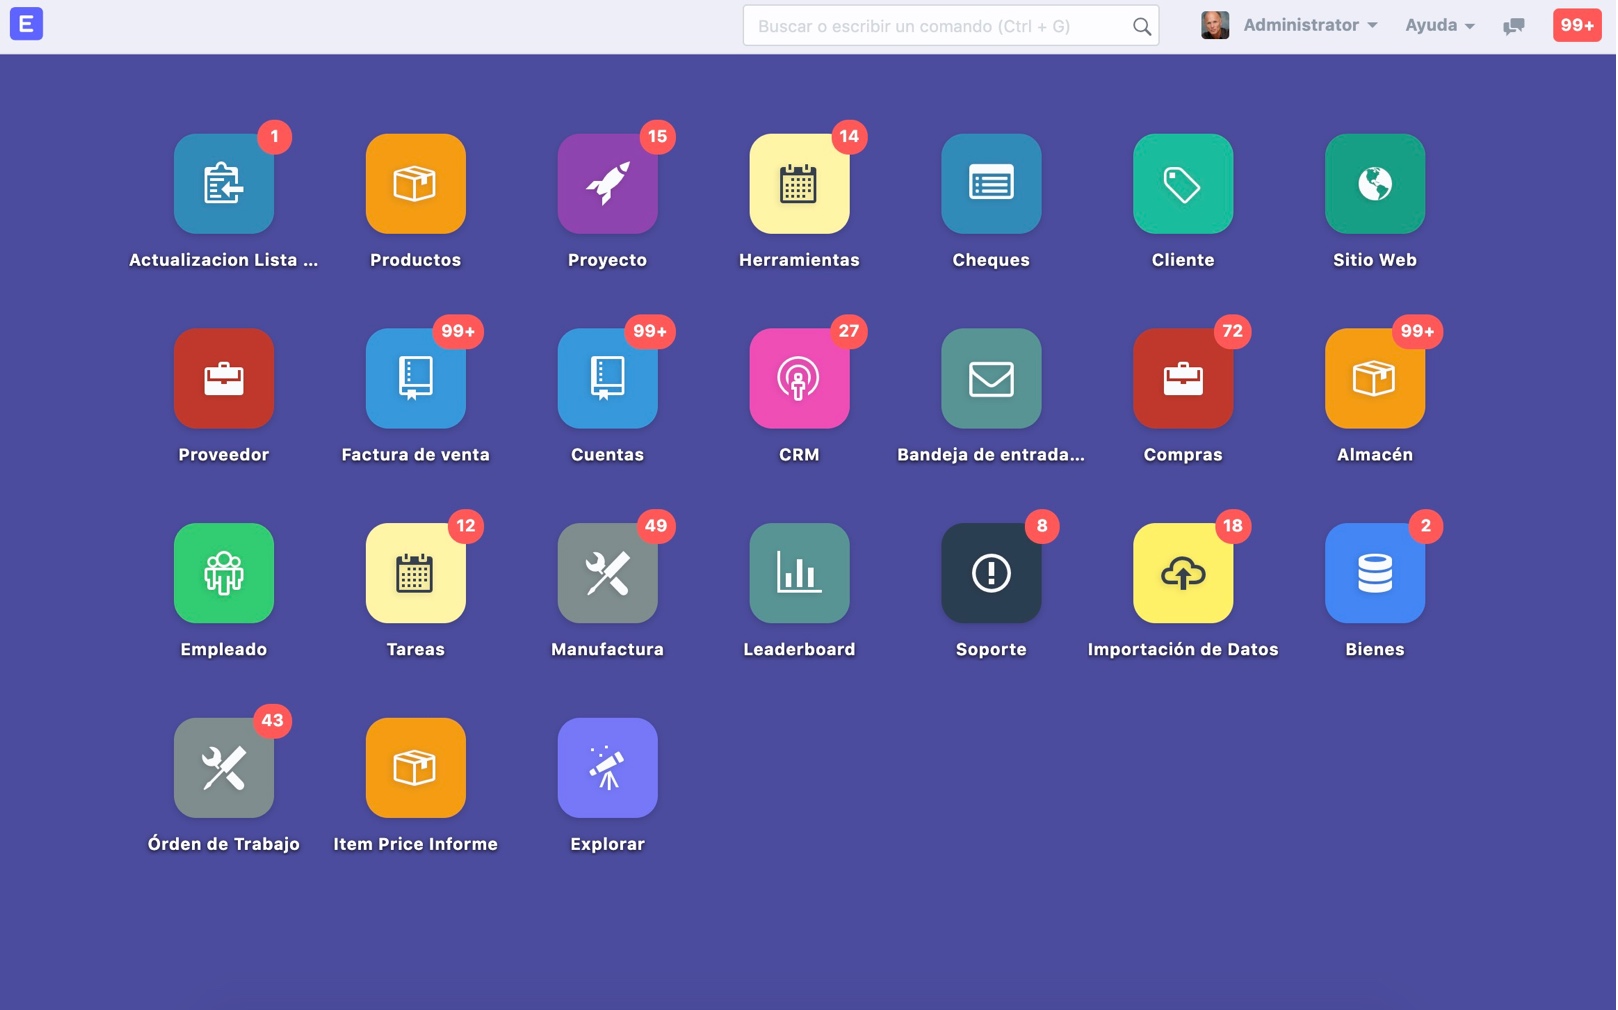 E
Buscar o escribir un comando (Ctrl + G)
Administrator
Ayuda
99+
1
15
14
Actualizacion Lista ...
Productos
Proyecto
Herramientas
Cheques
Cliente
Sitio Web
99+
99+
27
72
99+
Proveedor
Factura de venta
Cuentas
CRM
Bandeja de entrada...
Compras
Almacén
12
49
8
18
2
Empleado
Tareas
Manufactura
Leaderboard
Soporte
Importación de Datos
Bienes
43
Órden de Trabajo
Item Price Informe
Explorar